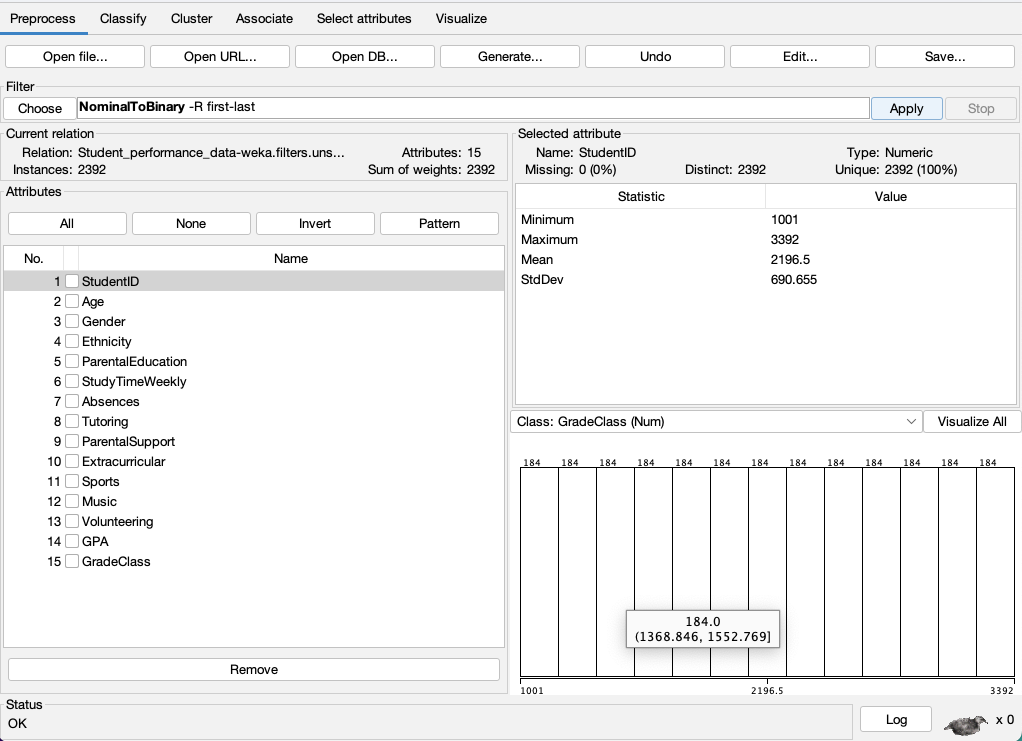 Preprocess Classify Cluster Associate Select attributes Visualize
Open file... Open URL... Open DB... Generate... Undo Edit... Save...
Filter
Choose NominalToBinary -R first-last Apply Stop
Current relation
Relation: Student_performance_data-weka.filters.uns... Attributes: 15
Instances: 2392 Sum of weights: 2392
Attributes
All None Invert Pattern
No. Name
1 StudentID
2 Age
3 Gender
4 Ethnicity
5 ParentalEducation
6 StudyTimeWeekly
7 Absences
8 Tutoring
9 ParentalSupport
10 Extracurricular
11 Sports
12 Music
13 Volunteering
14 GPA
15 GradeClass
Remove
Selected attribute
Name: StudentID Type: Numeric
Missing: 0 (0%) Distinct: 2392 Unique: 2392 (100%)
Statistic Value
Minimum 1001
Maximum 3392
Mean 2196.5
StdDev 690.655
Class: GradeClass (Num) Visualize All
184 184 184 184 184 184 184 184 184 184 184 184 184
184.0
(1368.846, 1552.769]
1001 2196.5 3392
Status
OK
Log x 0